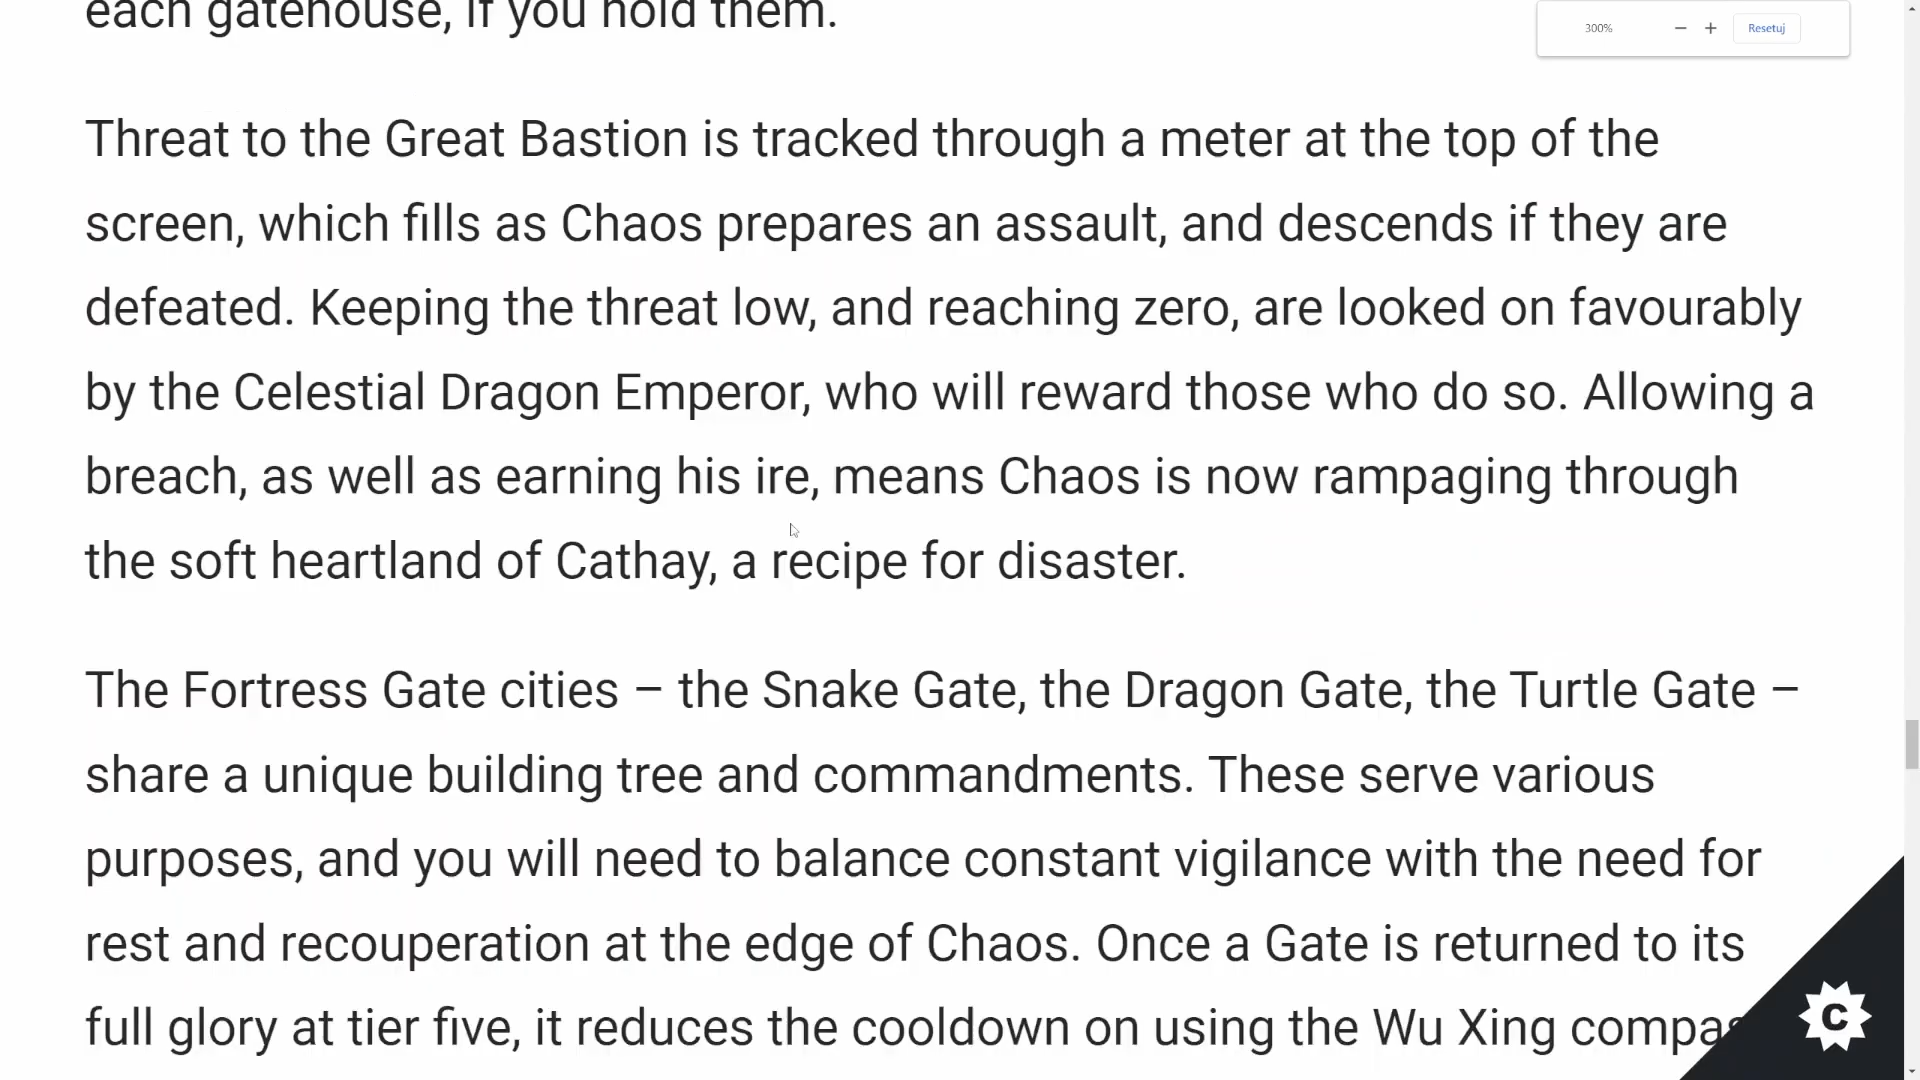 each gatehouse, if you hold them.
300%
Resetuj
Threat to the Great Bastion is tracked through a meter at the top of the
screen, which fills as Chaos prepares an assault, and descends if they are
defeated. Keeping the threat low, and reaching zero, are looked on favourably
by the Celestial Dragon Emperor, who will reward those who do so. Allowing a
breach, as well as earning his ire, means Chaos is now rampaging through
the soft heartland of Cathay, a recipe for disaster.
The Fortress Gate cities – the Snake Gate, the Dragon Gate, the Turtle Gate –
share a unique building tree and commandments. These serve various
purposes, and you will need to balance constant vigilance with the need for
rest and recouperation at the edge of Chaos. Once a Gate is returned to its
full glory at tier five, it reduces the cooldown on using the Wu Xing compas
C